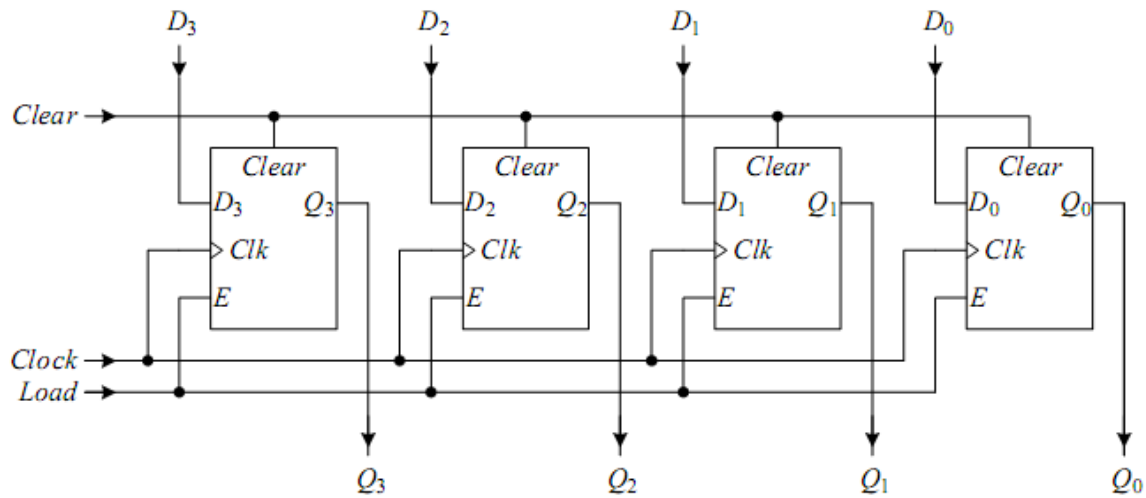 D3 D2 D1 D0
Clear
Clear Clear Clear Clear
D3 Q3 D2 Q2 D1 Q1 D0 Q0
Clk Clk Clk Clk
E E E E
Clock
Load
Q3 Q2 Q1 Q0